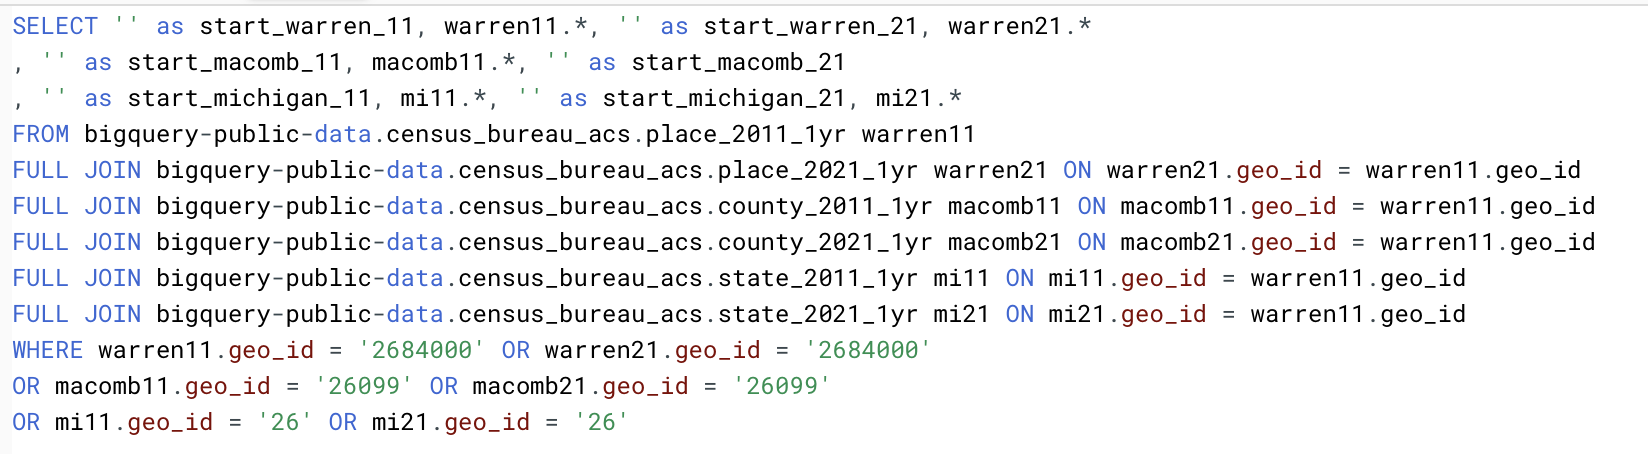 SELECT '' as start_warren_11, warren11.*, '' as start_warren_21, warren21.*
, '' as start_macomb_11, macomb11.*, '' as start_macomb_21
, '' as start_michigan_11, mi11.*, '' as start_michigan_21, mi21.*
FROM bigquery-public-data.census_bureau_acs.place_2011_1yr warren11
FULL JOIN bigquery-public-data.census_bureau_acs.place_2021_1yr warren21 ON warren21.geo_id = warren11.geo_id
FULL JOIN bigquery-public-data.census_bureau_acs.county_2011_1yr macomb11 ON macomb11.geo_id = warren11.geo_id
FULL JOIN bigquery-public-data.census_bureau_acs.county_2021_1yr macomb21 ON macomb21.geo_id = warren11.geo_id
FULL JOIN bigquery-public-data.census_bureau_acs.state_2011_1yr mi11 ON mi11.geo_id = warren11.geo_id
FULL JOIN bigquery-public-data.census_bureau_acs.state_2021_1yr mi21 ON mi21.geo_id = warren11.geo_id
WHERE warren11.geo_id = '2684000' OR warren21.geo_id = '2684000'
OR macomb11.geo_id = '26099' OR macomb21.geo_id = '26099'
OR mi11.geo_id = '26' OR mi21.geo_id = '26'